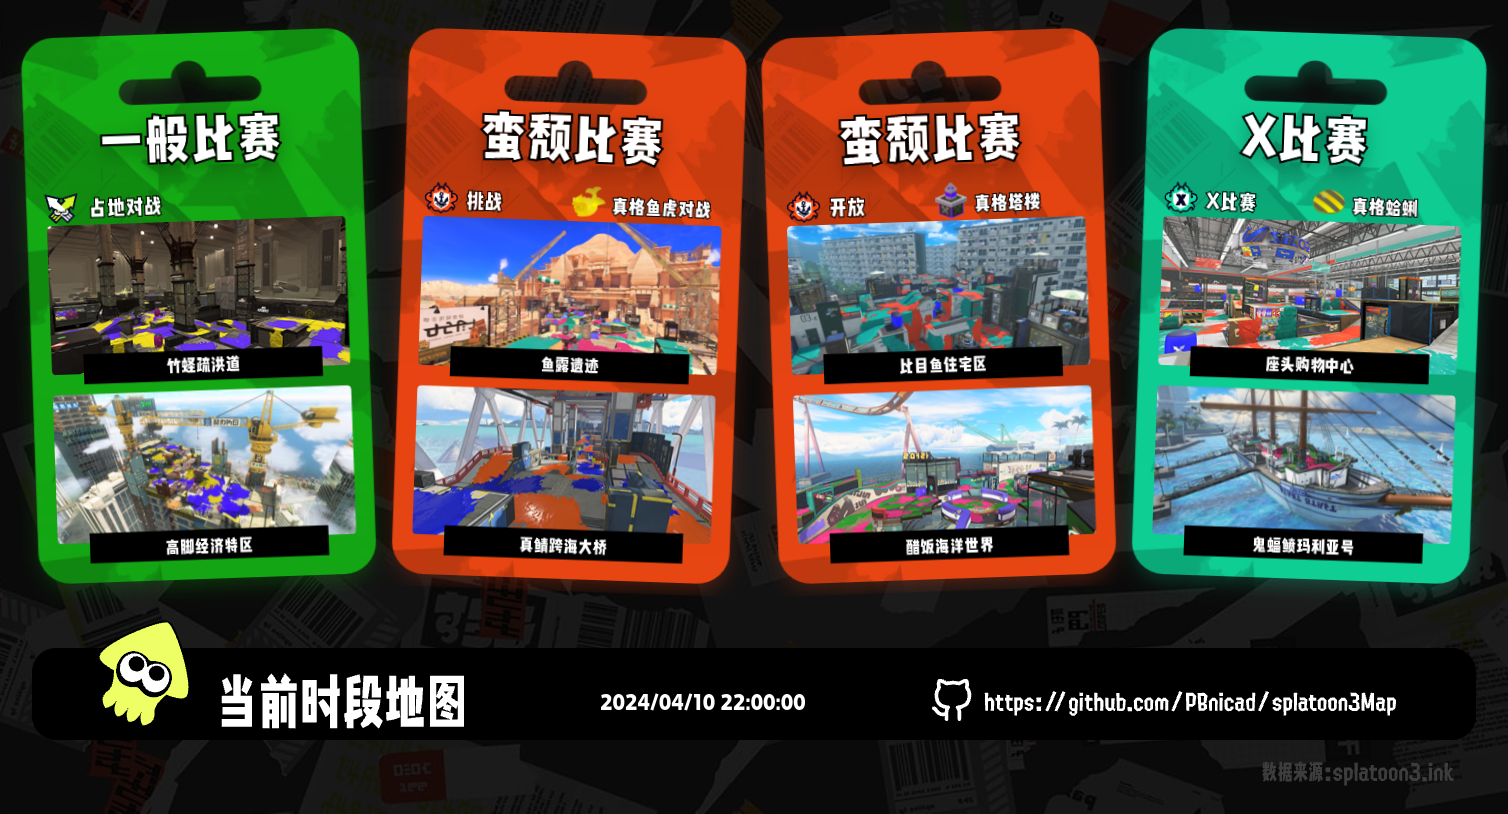 一般比赛
占地对战
竹蛏疏洪道
高脚经济特区
蛮颓比赛
挑战
真格鱼虎对战
鱼露遗迹
真鲭跨海大桥
蛮颓比赛
开放
真格塔楼
比目鱼住宅区
醋饭海洋世界
X比赛
X比赛
真格蛤蜊
座头购物中心
鬼蝠鲼玛利亚号
当前时段地图
2024/04/10 22:00:00
https://github.com/PBnicad/splatoon3Map
数据来源:splatoon3.ink